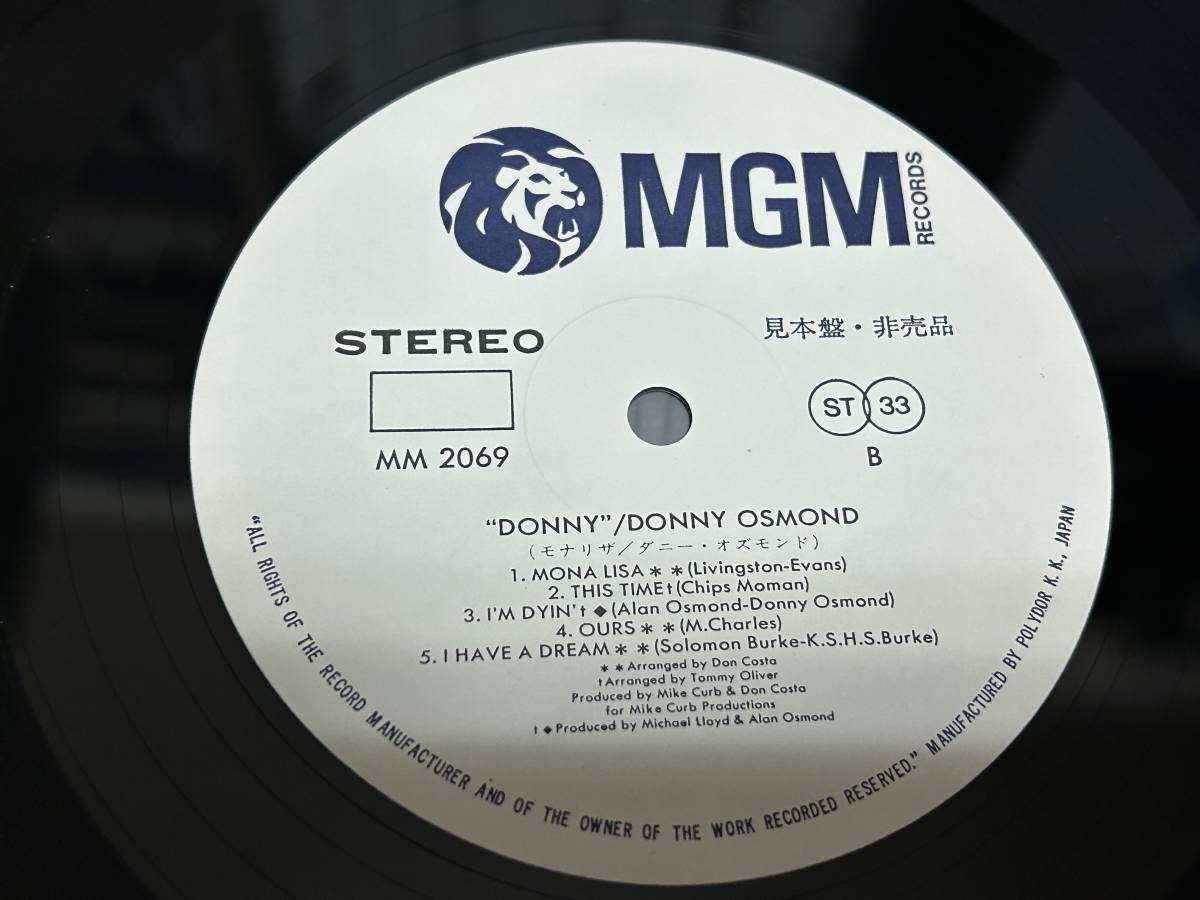 MGM
RECORDS
STEREO
見本盤・非売品
ST 33
MM 2069
B
“DONNY”/DONNY OSMOND
(モナリザ/ダニー・オズモンド)
1. MONA LISA * * (Livingston-Evans)
2. THIS TIME† (Chips Moman)
3. I'M DYIN'† ◆ (Alan Osmond-Donny Osmond)
4. OURS * * (M.Charles)
5. I HAVE A DREAM * * (Solomon Burke-K.S.H.S.Burke)
* * Arranged by Don Costa
† Arranged by Tommy Oliver
Produced by Mike Curb & Don Costa
for Mike Curb Productions
† ◆ Produced by Michael Lloyd & Alan Osmond
“ALL RIGHTS OF THE RECORD MANUFACTURER AND OF THE OWNER OF THE WORK RECORDED RESERVED.” MANUFACTURED BY POLYDOR K. K., JAPAN